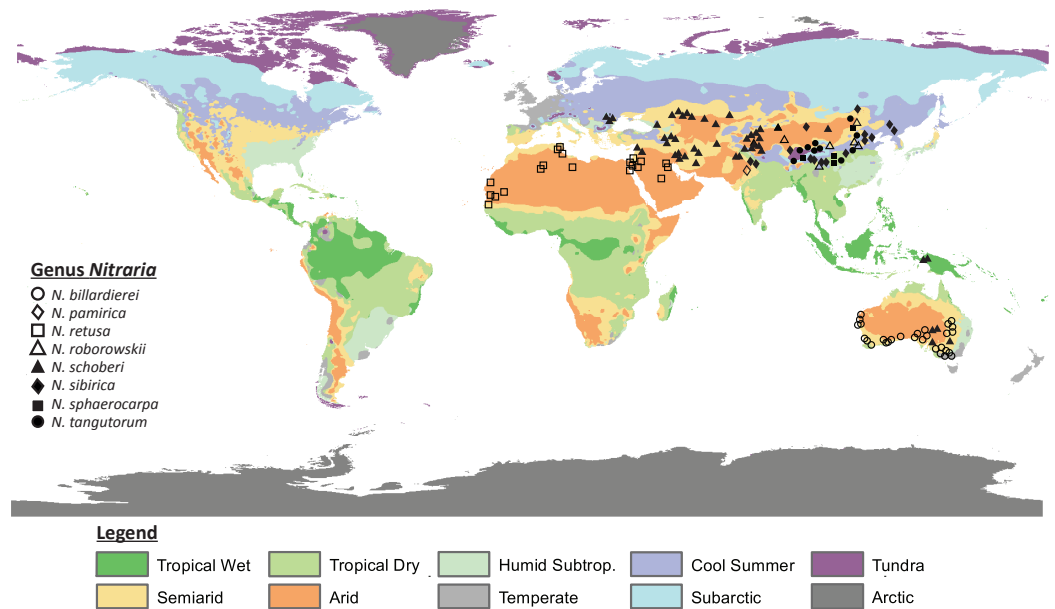 Genus Nitraria
N. billardierei
N. pamirica
N. retusa
N. roborowskii
N. schoberi
N. sibirica
N. sphaerocarpa
N. tangutorum
Legend
Tropical Wet
Tropical Dry
Humid Subtrop.
Cool Summer
Tundra
Semiarid
Arid
Temperate
Subarctic
Arctic